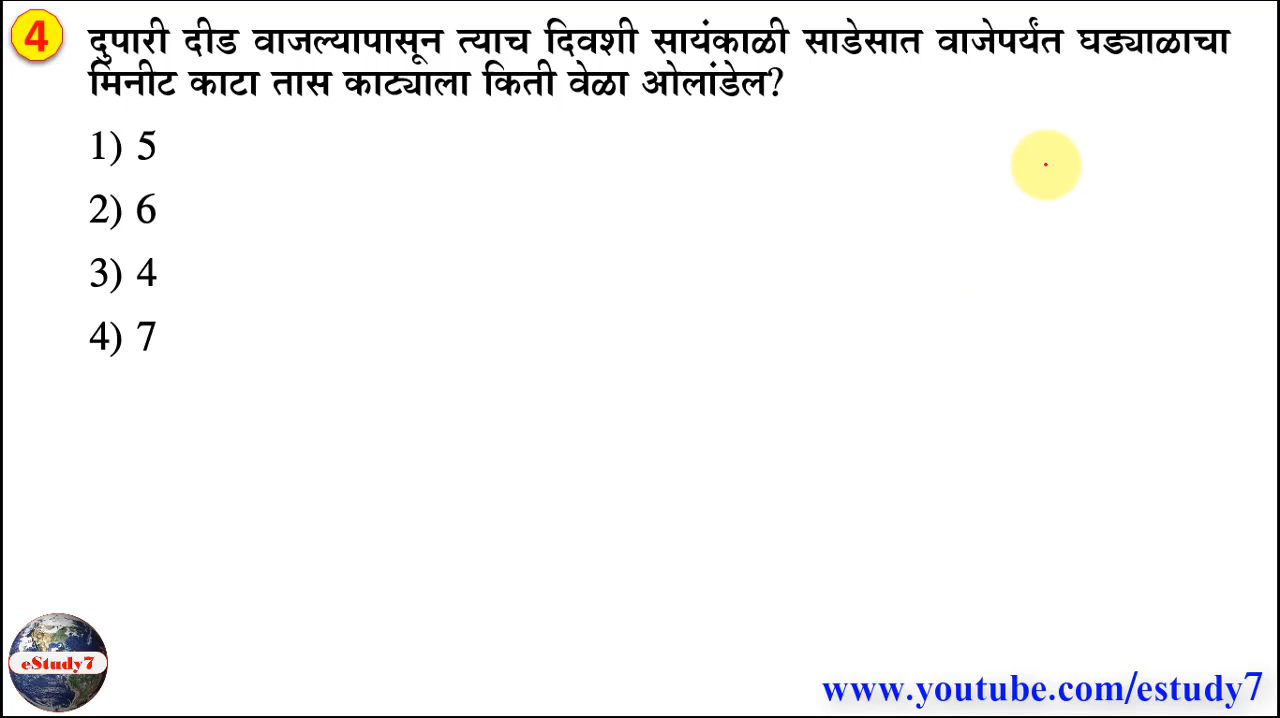 4 दुपारी दीड वाजल्यापासून त्याच दिवशी सायंकाळी साडेसात वाजेपर्यंत घड्याळाचा
मिनीट काटा तास काट्याला किती वेळा ओलांडेल?
1) 5
2) 6
3) 4
4) 7
eStudy7
www.youtube.com/estudy7